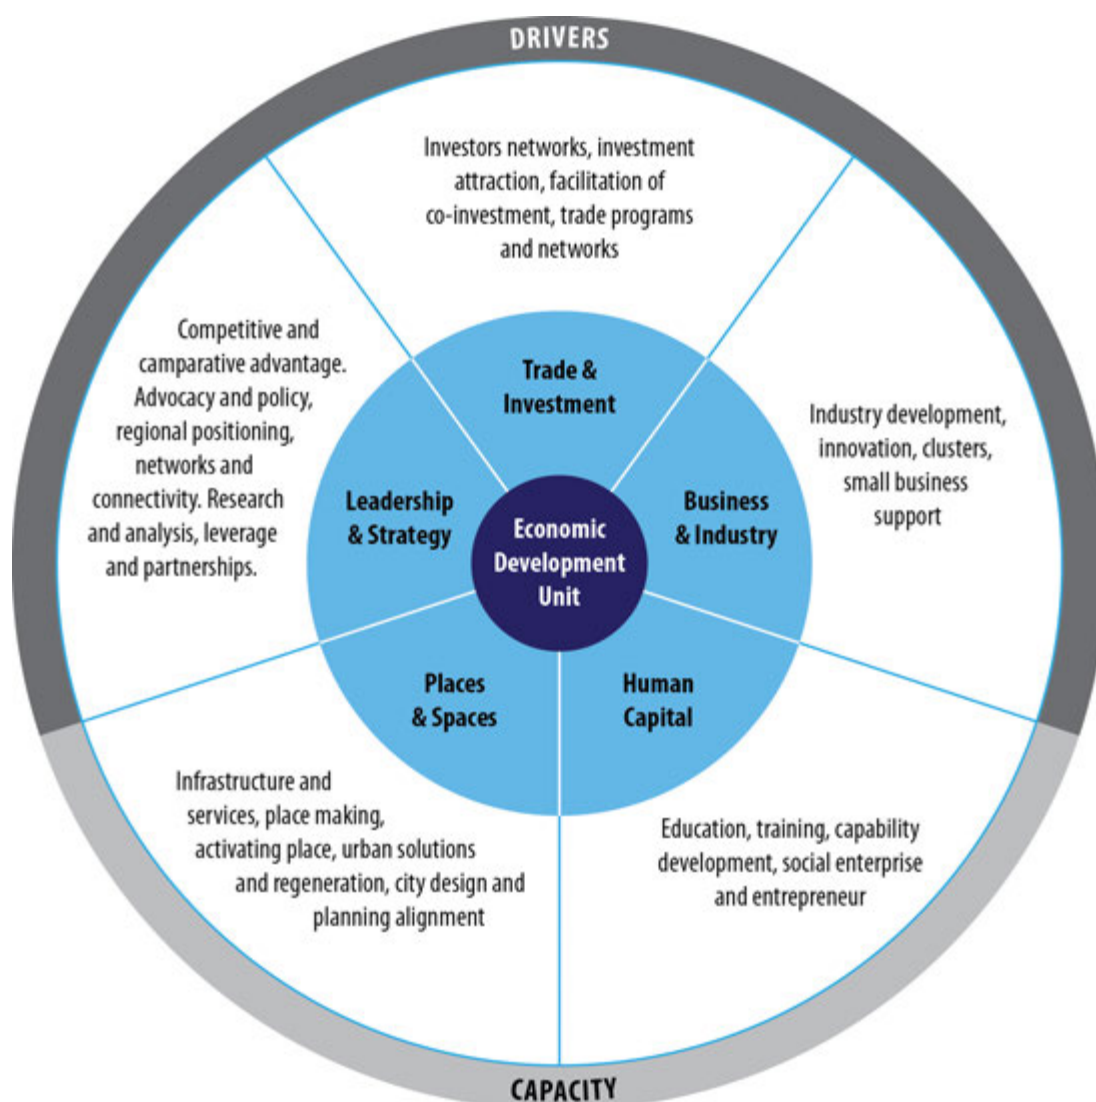 DRIVERS
Investors networks, investment
attraction, facilitation of
co-investment, trade programs
and networks
Competitive and
camparative advantage.
Advocacy and policy,
regional positioning,
networks and
connectivity. Research
and analysis, leverage
and partnerships.
Trade &
Investment
Industry development,
innovation, clusters,
small business
support
Leadership
& Strategy
Business
& Industry
Economic
Development
Unit
Places
& Spaces
Human
Capital
Infrastructure and
services, place making,
activating place, urban solutions
and regeneration, city design and
planning alignment
Education, training, capability
development, social enterprise
and entrepreneur
CAPACITY